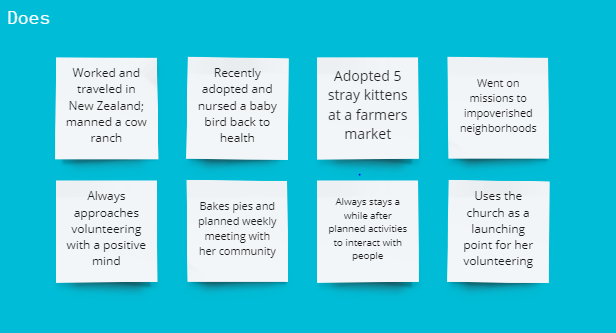 Does
Worked and
traveled in
New Zealand;
manned a cow
ranch
Recently
adopted and
nursed a baby
bird back to
health
Adopted 5
stray kittens
at a farmers
market
Went on
missions to
impoverished
neighborhoods
Always
approaches
volunteering
with a positive
mind
Bakes pies and
planned weekly
meeting with
her community
Always stays a
while after
planned activities
to interact with
people
Uses the
church as a
launching
point for her
volunteering